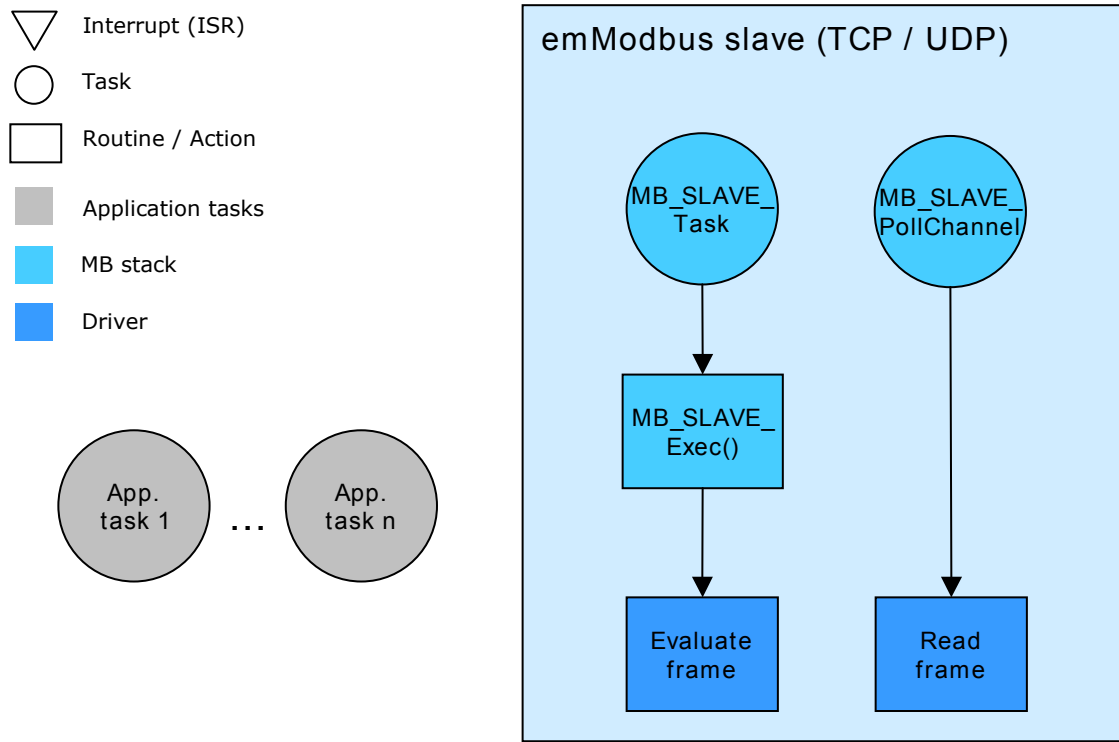 Interrupt (ISR)
Task
Routine / Action
Application tasks
MB stack
Driver
App.
task 1
...
App.
task n
emModbus slave (TCP / UDP)
MB_SLAVE_
Task
MB_SLAVE_
PollChannel
MB_SLAVE_
Exec()
Evaluate
frame
Read
frame